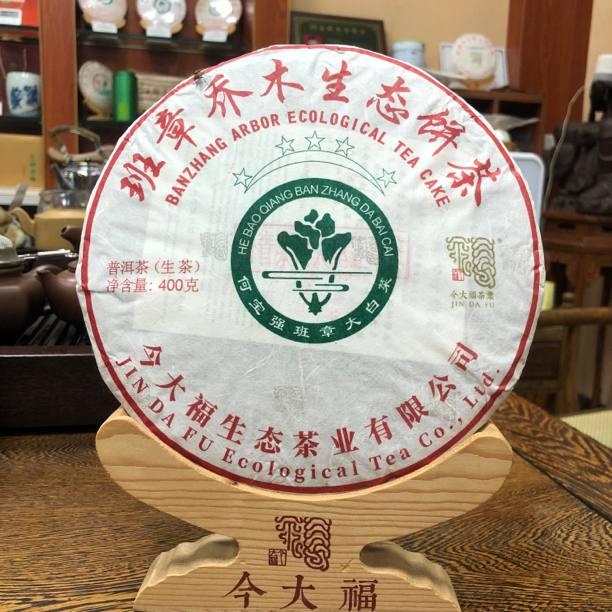 班章乔木生态饼茶
BANZHANG ARBOR ECOLOGICAL TEA CAKE
HE BAO QIANG BAN ZHANG DA BAI CAI
何宝强班章大白菜
普洱茶（生茶）
净含量: 400克
今大福茶業
JIN DA FU
今大福生态茶业有限公司
JIN DA FU Ecological Tea Co., Ltd.
今大福